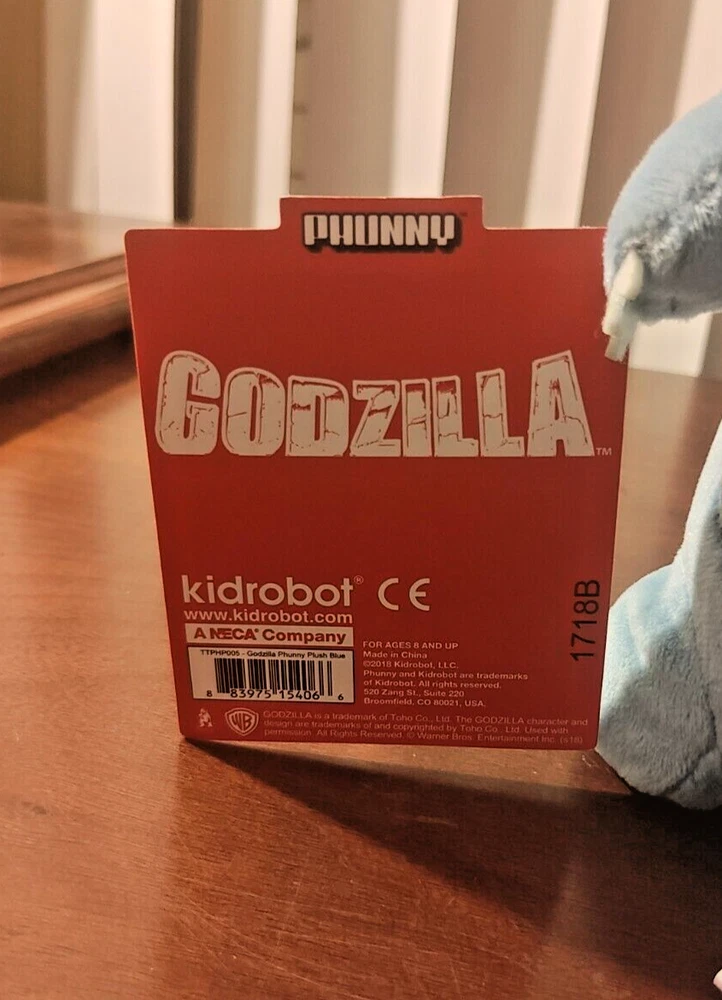 PHUNNY
GODZILLA™
kidrobot® CE
www.kidrobot.com
A NECA® Company
TTPHP005 - Godzilla Phunny Plush Blue
8 83975 15406 6
FOR AGES 8 AND UP
Made in China
©2018 Kidrobot, LLC.
Phunny and Kidrobot are trademarks
of Kidrobot. All rights reserved.
520 Zang St., Suite 220
Broomfield, CO 80021, USA.
1718B
WB
GODZILLA is a trademark of Toho Co., Ltd. The GODZILLA character and
design are trademarks of and copyrighted by Toho Co., Ltd. Used with
permission. All Rights Reserved. © Warner Bros. Entertainment Inc. (s18)